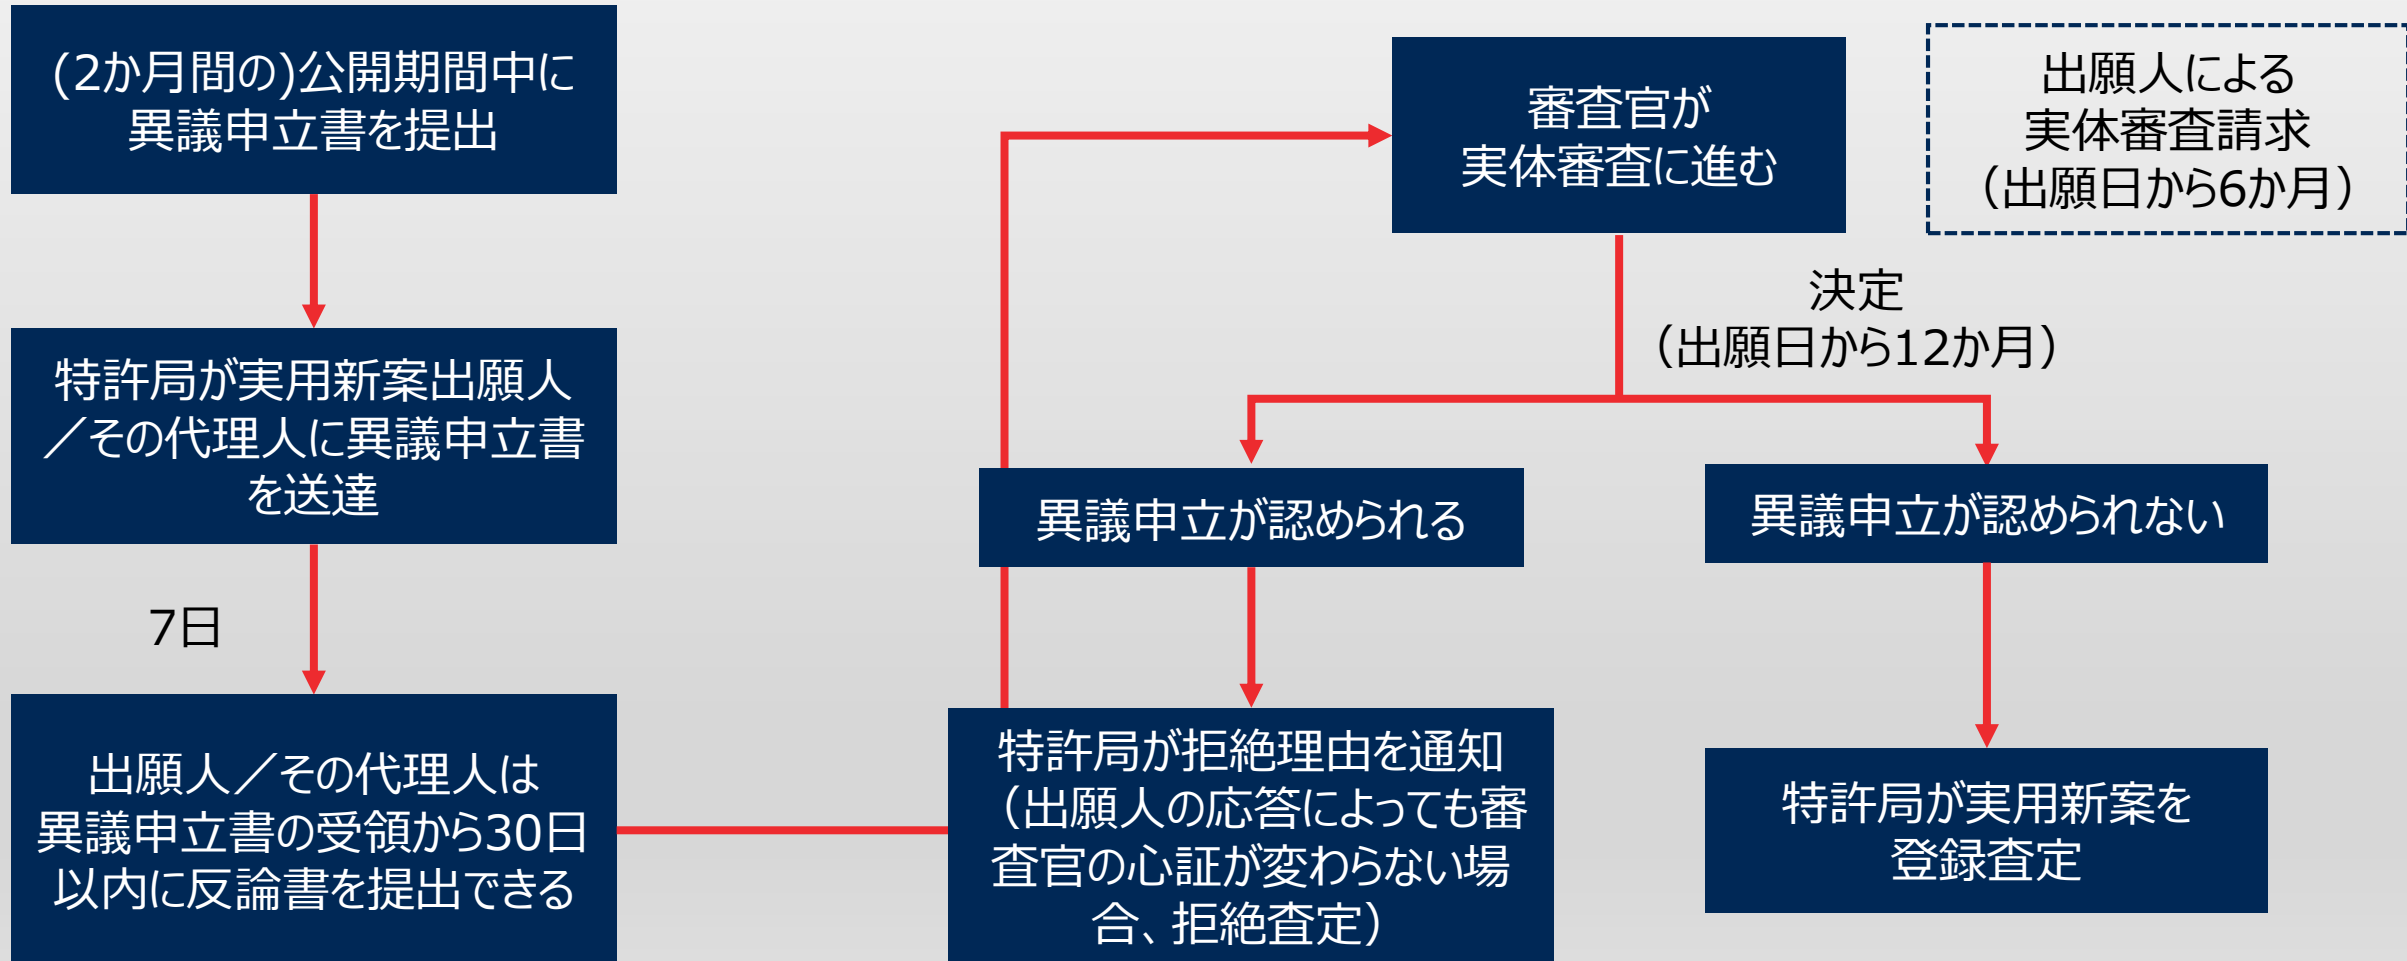 (2か月間の)公開期間中に
異議申立書を提出
特許局が実用新案出願人
／その代理人に異議申立書
を送達
7日
出願人／その代理人は
異議申立書の受領から30日
以内に反論書を提出できる
審査官が
実体審査に進む
出願人による
実体審査請求
（出願日から6か月）
決定
（出願日から12か月）
異議申立が認められる
異議申立が認められない
特許局が拒絶理由を通知
（出願人の応答によっても審
査官の心証が変わらない場
合、拒絶査定）
特許局が実用新案を
登録査定